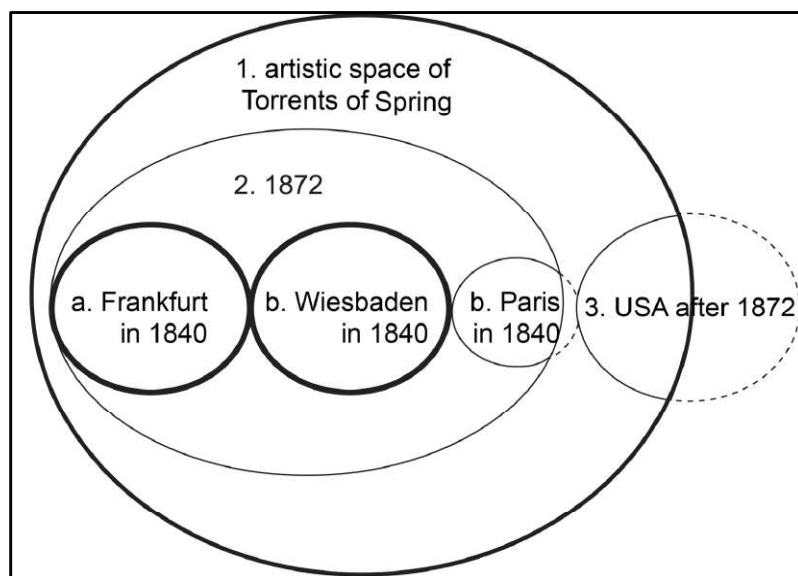 1. artistic space of
Torrents of Spring
2. 1872
a. Frankfurt
in 1840
b. Wiesbaden
in 1840
b. Paris
in 1840
3. USA after 1872